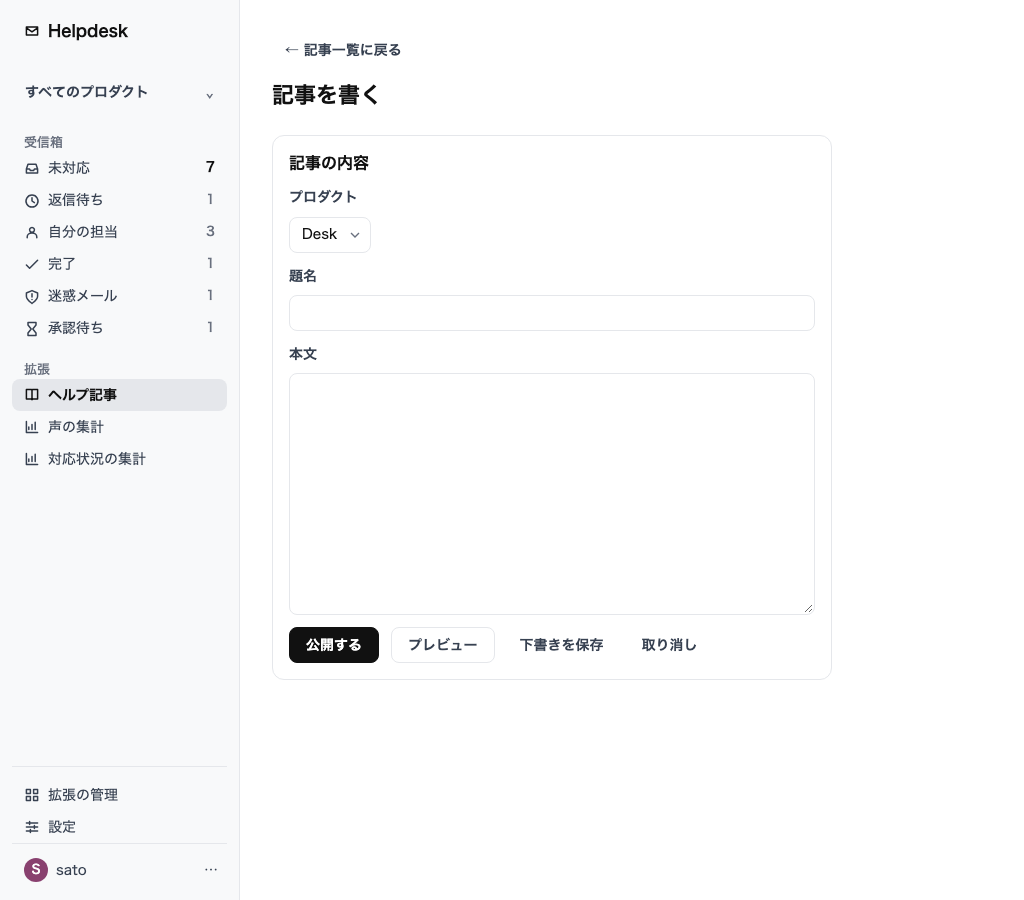 Helpdesk
すべてのプロダクト
受信箱
未対応 7
返信待ち 1
自分の担当 3
完了 1
迷惑メール 1
承認待ち 1
拡張
ヘルプ記事
声の集計
対応状況の集計
拡張の管理
設定
S sato ...
← 記事一覧に戻る
記事を書く
記事の内容
プロダクト
Desk
題名
本文
公開する プレビュー 下書きを保存 取り消し